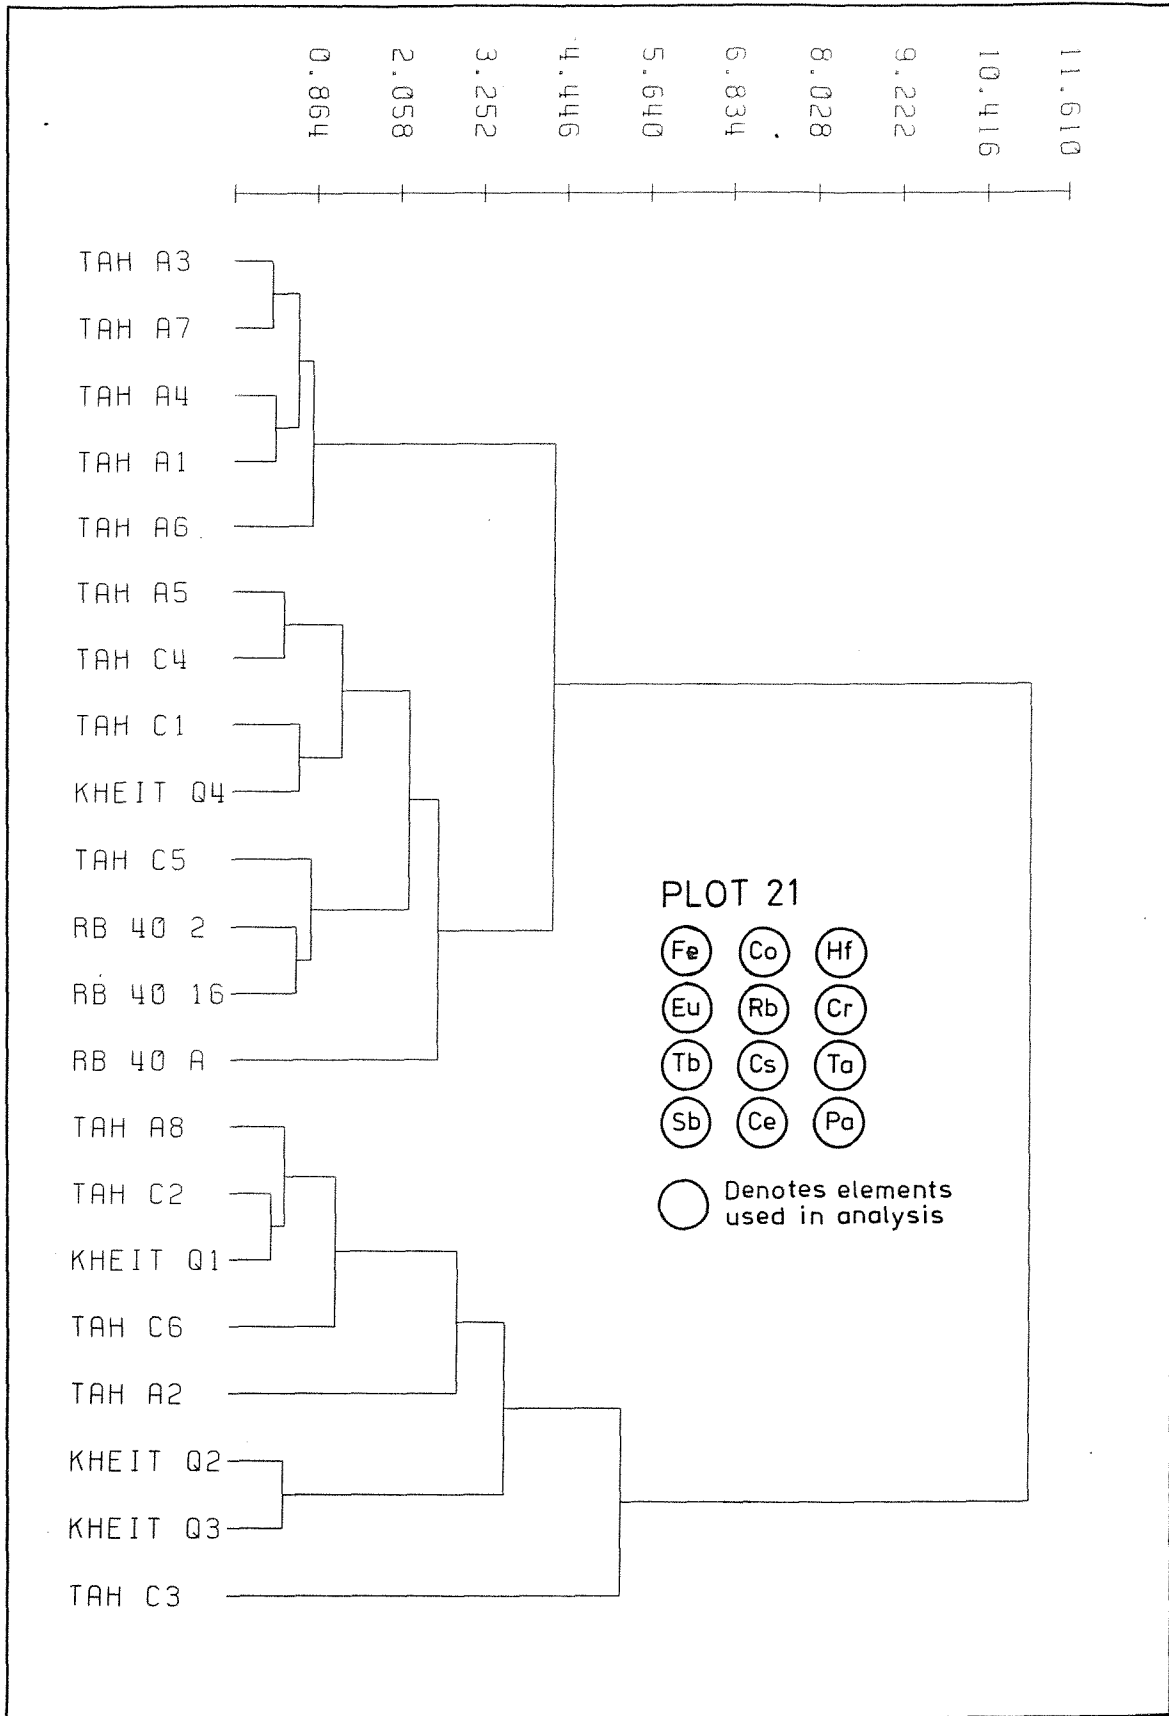 0.864 2.058 3.252 4.446 5.640 6.834 8.028 9.222 10.416 11.610
TAH A3
TAH A7
TAH A4
TAH A1
TAH A6
TAH A5
TAH C4
TAH C1
KHEIT Q4
TAH C5
RB 40 2
RB 40 16
RB 40 A
TAH A8
TAH C2
KHEIT Q1
TAH C6
TAH A2
KHEIT Q2
KHEIT Q3
TAH C3
PLOT 21
Fe Co Hf
Eu Rb Cr
Tb Cs Ta
Sb Ce Pa
Denotes elements
used in analysis